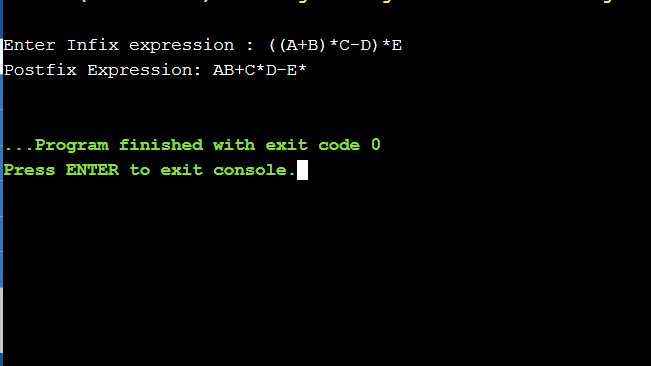 Enter Infix expression : ((A+B)*C-D)*E
Postfix Expression: AB+C*D-E*
...Program finished with exit code 0
Press ENTER to exit console.